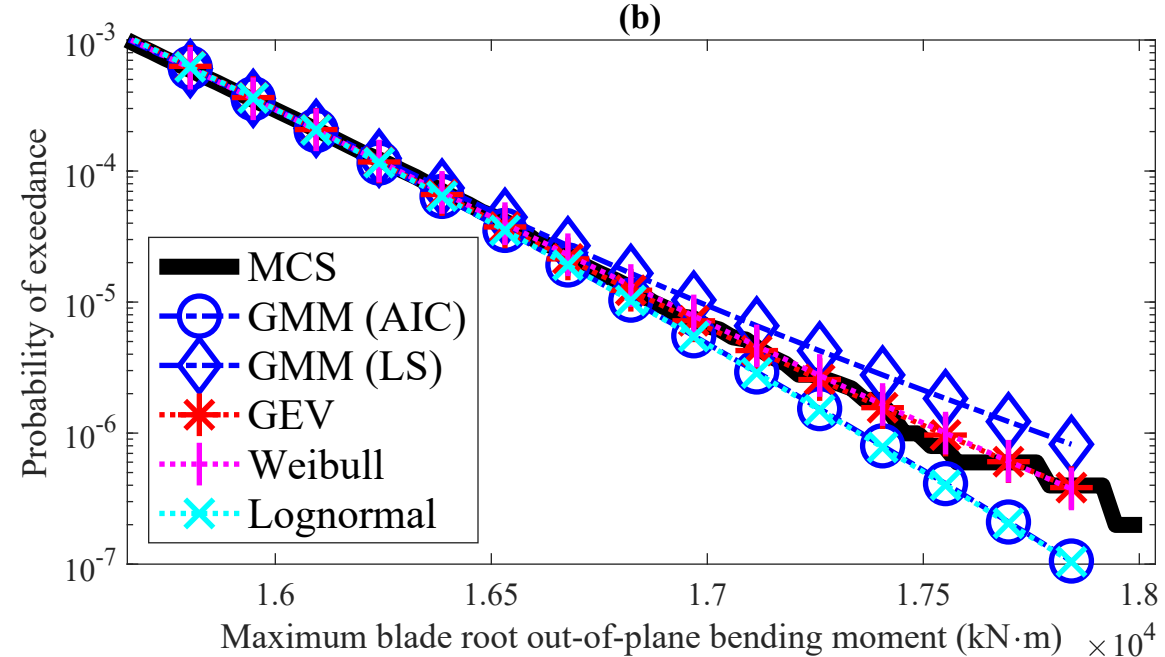 (b)
Probability of exeedance
10^-3
10^-4
10^-5
10^-6
10^-7
MCS
GMM (AIC)
GMM (LS)
GEV
Weibull
Lognormal
1.6
1.65
1.7
1.75
1.8
Maximum blade root out-of-plane bending moment (kN·m)
×10^4